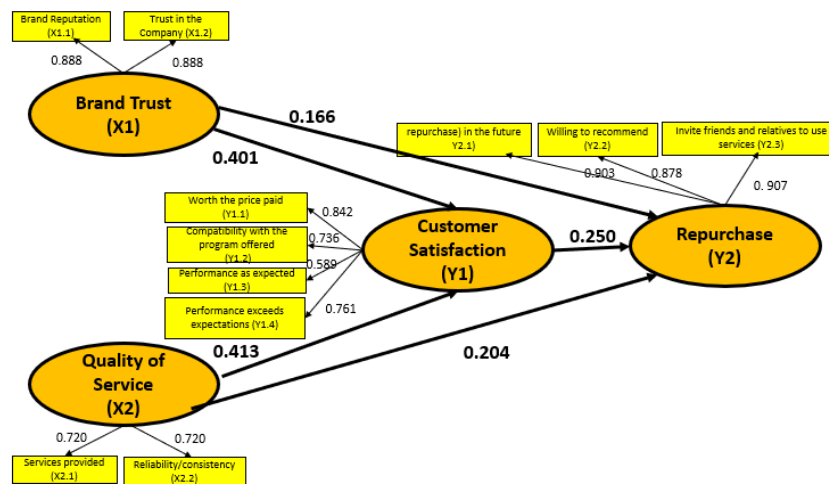 Brand Reputation
(X1.1)
Trust in the
Company (X1.2)
0.888
0.888
Brand Trust
(X1)
0.166
0.401
repurchase) in the future
Y2.1)
Willing to recommend
(Y2.2)
Invite friends and relatives to use
services (Y2.3)
0.903
0.878
0. 907
Worth the price paid
(Y1.1)
0.842
Compatibility with the
program offered
(Y1.2)
0.736
Performance as expected
(Y1.3)
0.589
Performance exceeds
expectations (Y1.4)
0.761
Customer
Satisfaction
(Y1)
0.250
Repurchase
(Y2)
0.413
0.204
Quality of
Service
(X2)
0.720
0.720
Services provided
(X2.1)
Reliability/consistency
(X2.2)